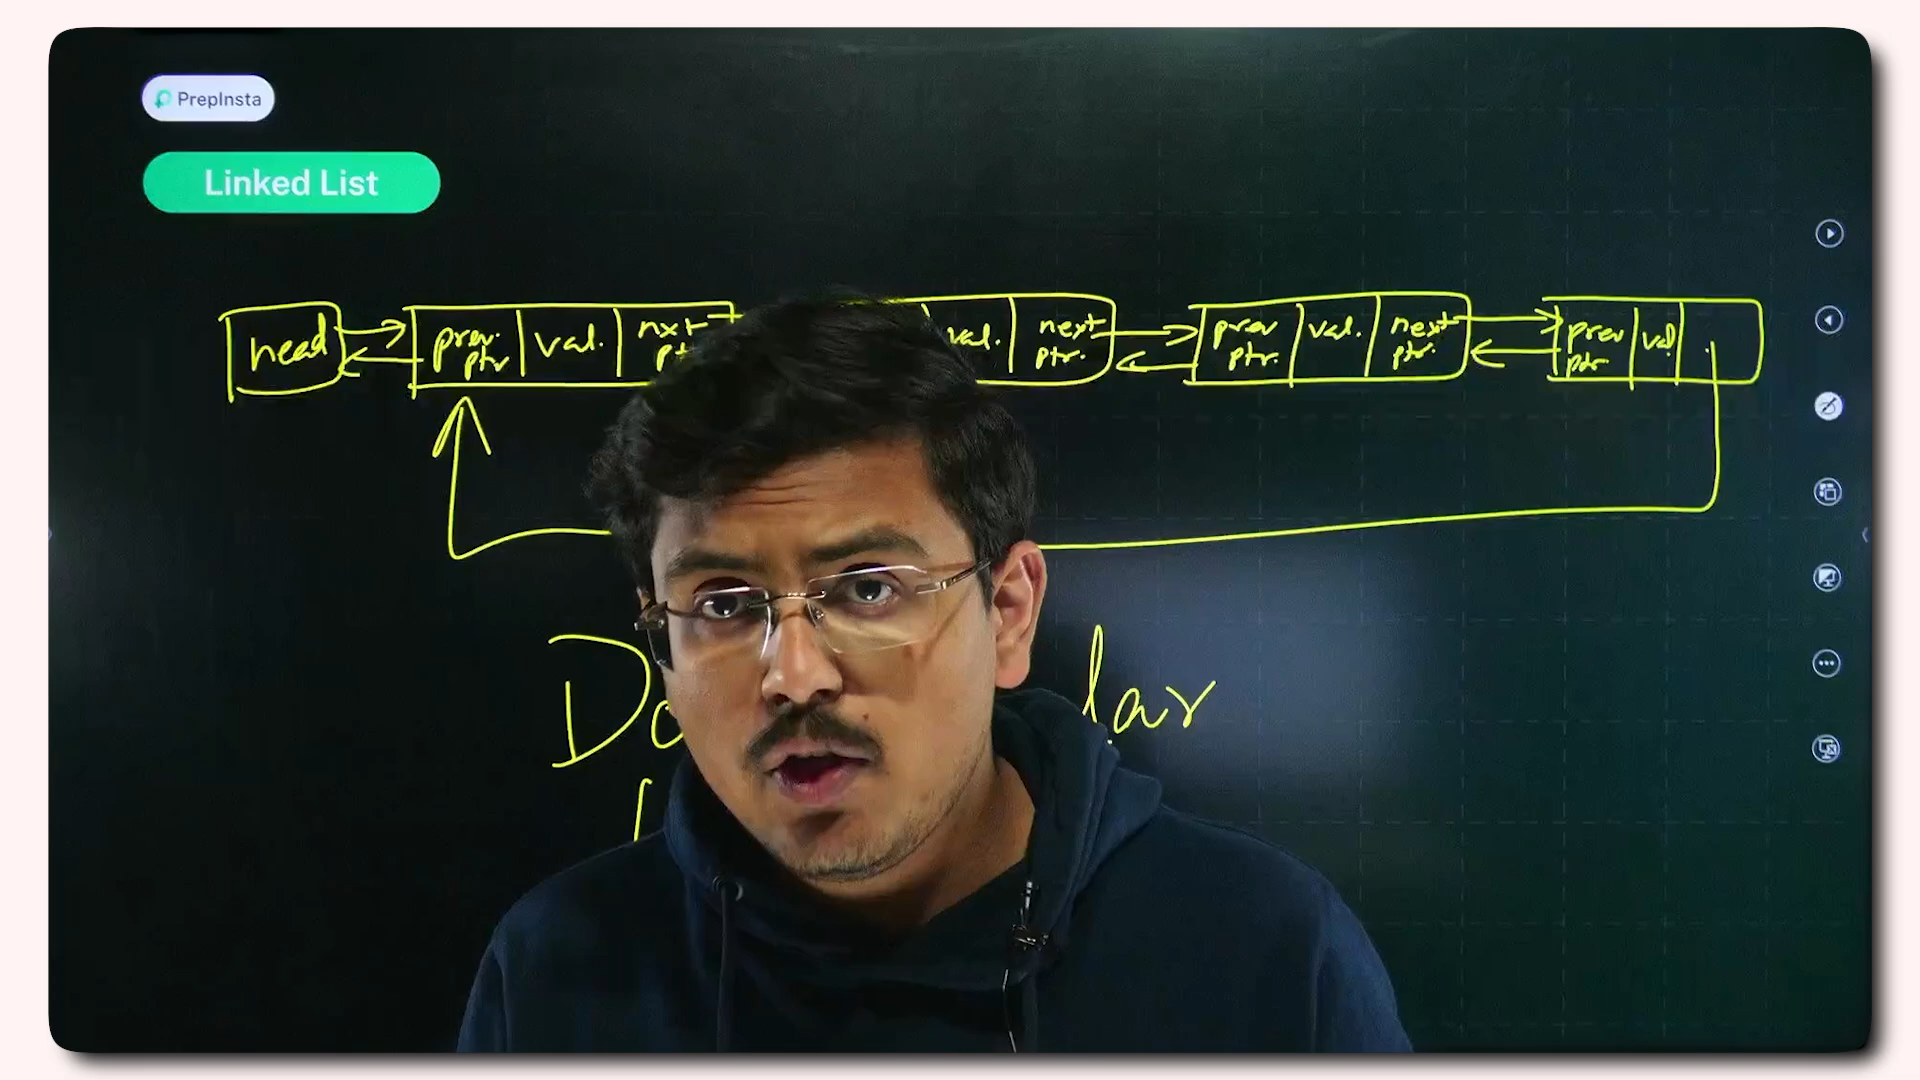 PrepInsta
Linked List
head prev. ptr val. nxt val. next ptr. prev ptr. val. next ptr. prev ptr. val
lar